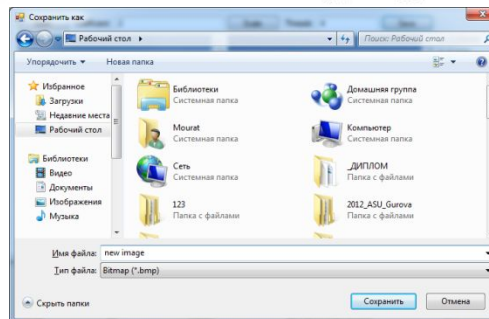 Сохранить как
Рабочий стол
Поиск: Рабочий стол
Упорядочить
Новая папка
Избранное
Загрузки
Недавние места
Рабочий стол
Библиотеки
Видео
Документы
Изображения
Музыка
Библиотеки
Системная папка
Домашняя группа
Системная папка
Mourat
Системная папка
Компьютер
Системная папка
Сеть
Системная папка
_ДИПЛОМ
Папка с файлами
123
Папка с файлами
2012_ASU_Gurova
Папка с файлами
Имя файла: new image
Тип файла: Bitmap (*.bmp)
Скрыть папки
Сохранить
Отмена